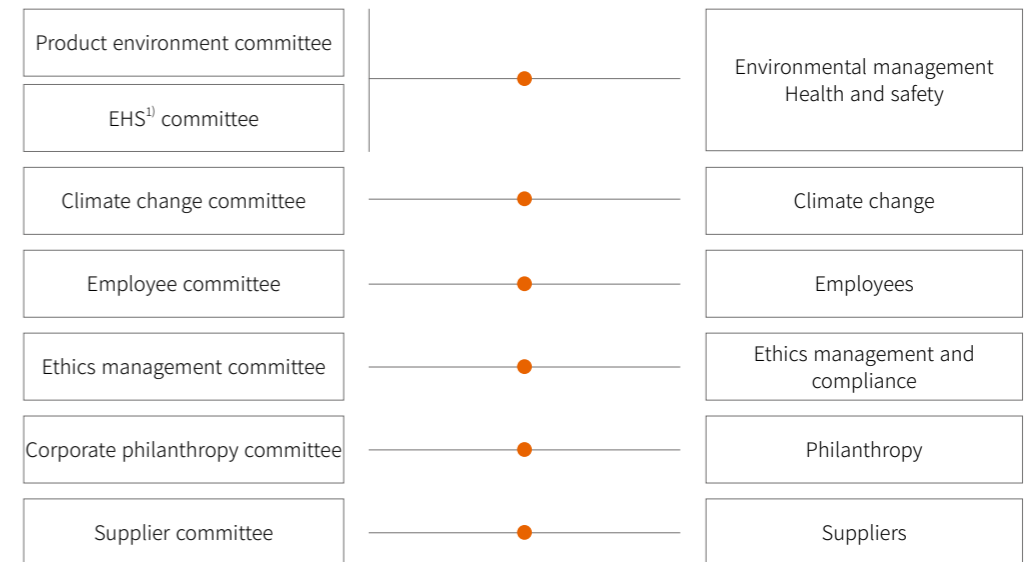 Product environment committee
EHS1) committee
Environmental management
Health and safety
Climate change committee
Climate change
Employee committee
Employees
Ethics management committee
Ethics management and
compliance
Corporate philanthropy committee
Philanthropy
Supplier committee
Suppliers